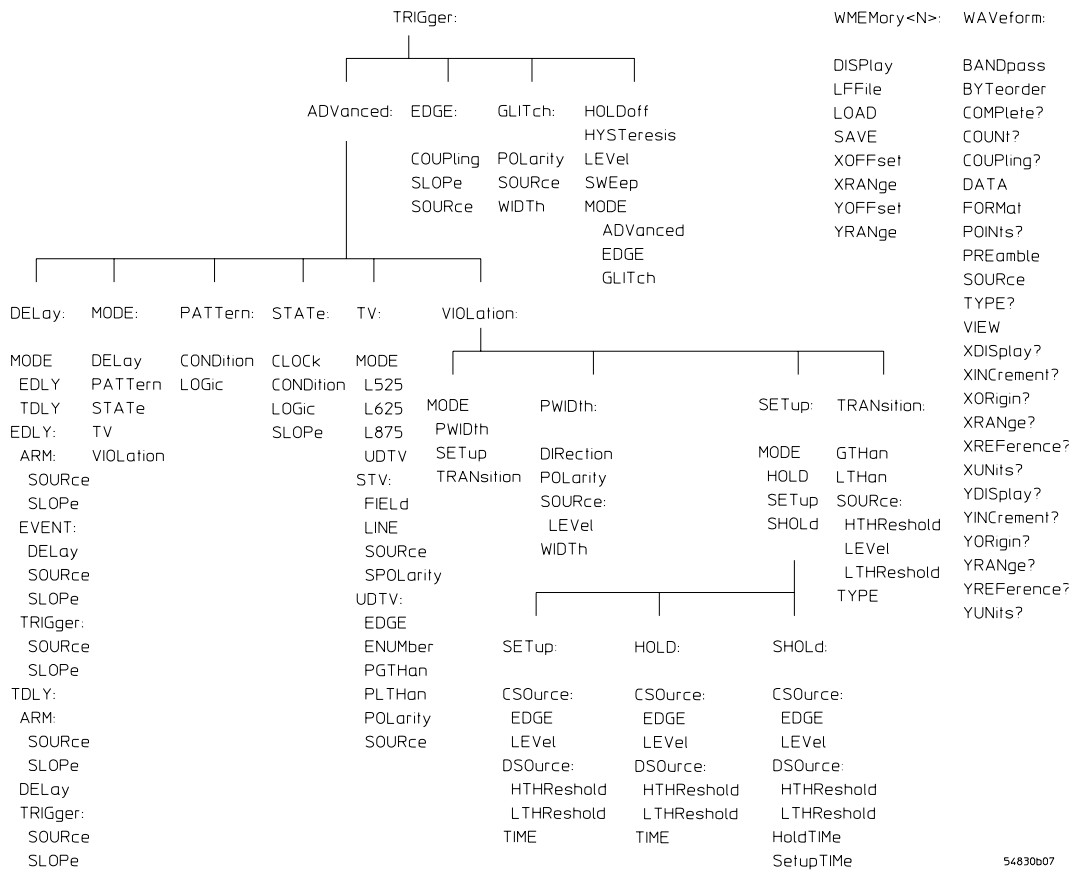 TRIGger:
ADVanced:
EDGE:
COUPling
SLOPe
SOURce
GLITch:
POLarity
SOURce
WIDTh
HOLDoff
HYSTeresis
LEVel
SWEep
MODE
ADVanced
EDGE
GLITch
DELay:
MODE
EDLY
TDLY
EDLY:
ARM:
SOURce
SLOPe
EVENT:
DELay
SOURce
SLOPe
TRIGger:
SOURce
SLOPe
TDLY:
ARM:
SOURce
SLOPe
DELay
TRIGger:
SOURce
SLOPe
MODE:
DELay
PATTern
STATe
TV
VIOLation
PATTern:
CONDition
LOGic
STATe:
CLOCk
CONDition
LOGic
SLOPe
TV:
MODE
L525
L625
L875
UDTV
STV:
FIELd
LINE
SOURce
SPOLarity
UDTV:
EDGE
ENUMber
PGTHan
PLTHan
POLarity
SOURce
VIOLation:
MODE
PWIDth
SETup
TRANsition
PWIDth:
DIRection
POLarity
SOURce:
LEVel
WIDTh
SETup:
MODE
HOLD
SETup
SHOLd
TRANsition:
GTHan
LTHan
SOURce:
HTHReshold
LEVel
LTHReshold
TYPE
SETup:
CSOurce:
EDGE
LEVel
DSOurce:
HTHReshold
LTHReshold
TIME
HOLD:
CSOurce:
EDGE
LEVel
DSOurce:
HTHReshold
LTHReshold
TIME
SHOLd:
CSOurce:
EDGE
LEVel
DSOurce:
HTHReshold
LTHReshold
HoldTIMe
SetupTIMe
WMEMory<N>:
DISPlay
LFFile
LOAD
SAVE
XOFFset
XRANge
YOFFset
YRANge
WAVeform:
BANDpass
BYTeorder
COMPlete?
COUNt?
COUPling?
DATA
FORMat
POINts?
PREamble
SOURce
TYPE?
VIEW
XDISplay?
XINCrement?
XORigin?
XRANge?
XREFerence?
XUNits?
YDISplay?
YINCrement?
YORigin?
YRANge?
YREFerence?
YUNits?
54830b07